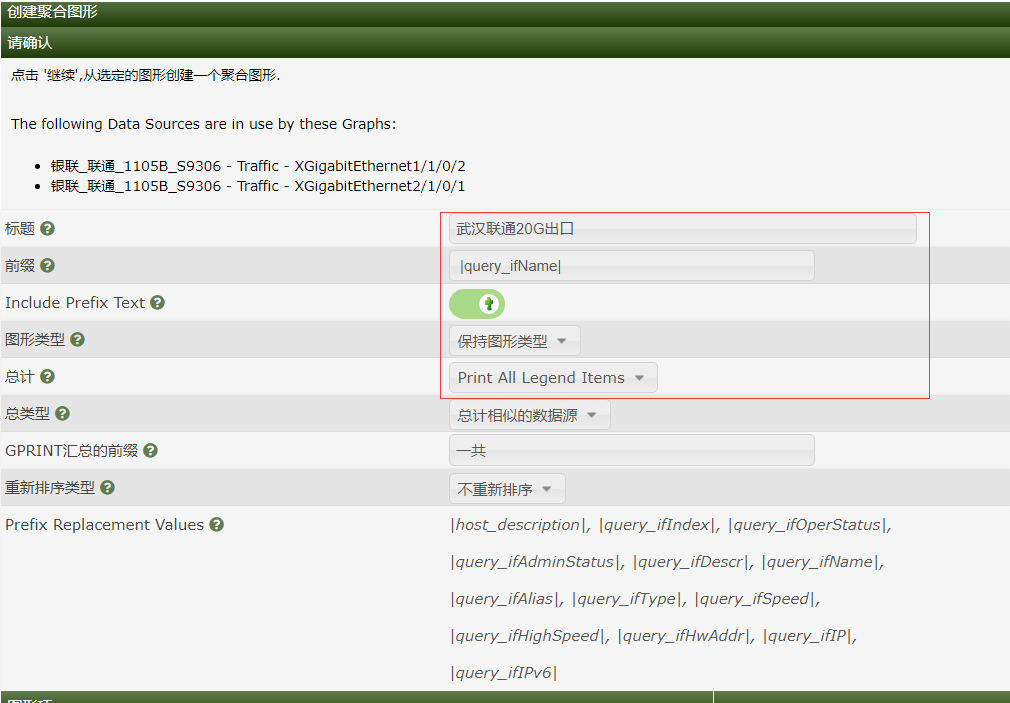 创建聚合图形
请确认
点击 '继续',从选定的图形创建一个聚合图形.
The following Data Sources are in use by these Graphs:
银联_联通_1105B_S9306 - Traffic - XGigabitEthernet1/1/0/2
银联_联通_1105B_S9306 - Traffic - XGigabitEthernet2/1/0/1
标题 武汉联通20G出口
前缀 |query_ifName|
Include Prefix Text
图形类型 保持图形类型
总计 Print All Legend Items
总类型 总计相似的数据源
GPRINT汇总的前缀 一共
重新排序类型 不重新排序
Prefix Replacement Values |host_description|, |query_ifIndex|, |query_ifOperStatus|,
|query_ifAdminStatus|, |query_ifDescr|, |query_ifName|,
|query_ifAlias|, |query_ifType|, |query_ifSpeed|,
|query_ifHighSpeed|, |query_ifHwAddr|, |query_ifIP|,
|query_ifIPv6|